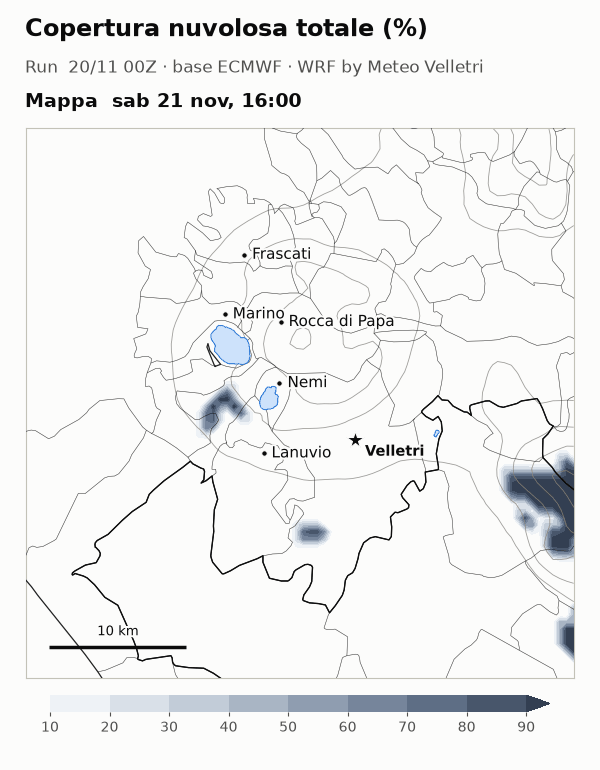 Copertura nuvolosa totale (%)
Run  20/11 00Z · base ECMWF · WRF by Meteo Velletri
Mappa  sab 21 nov, 16:00
Frascati
Marino
Rocca di Papa
Nemi
Velletri
Lanuvio
10 km
10 20 30 40 50 60 70 80 90